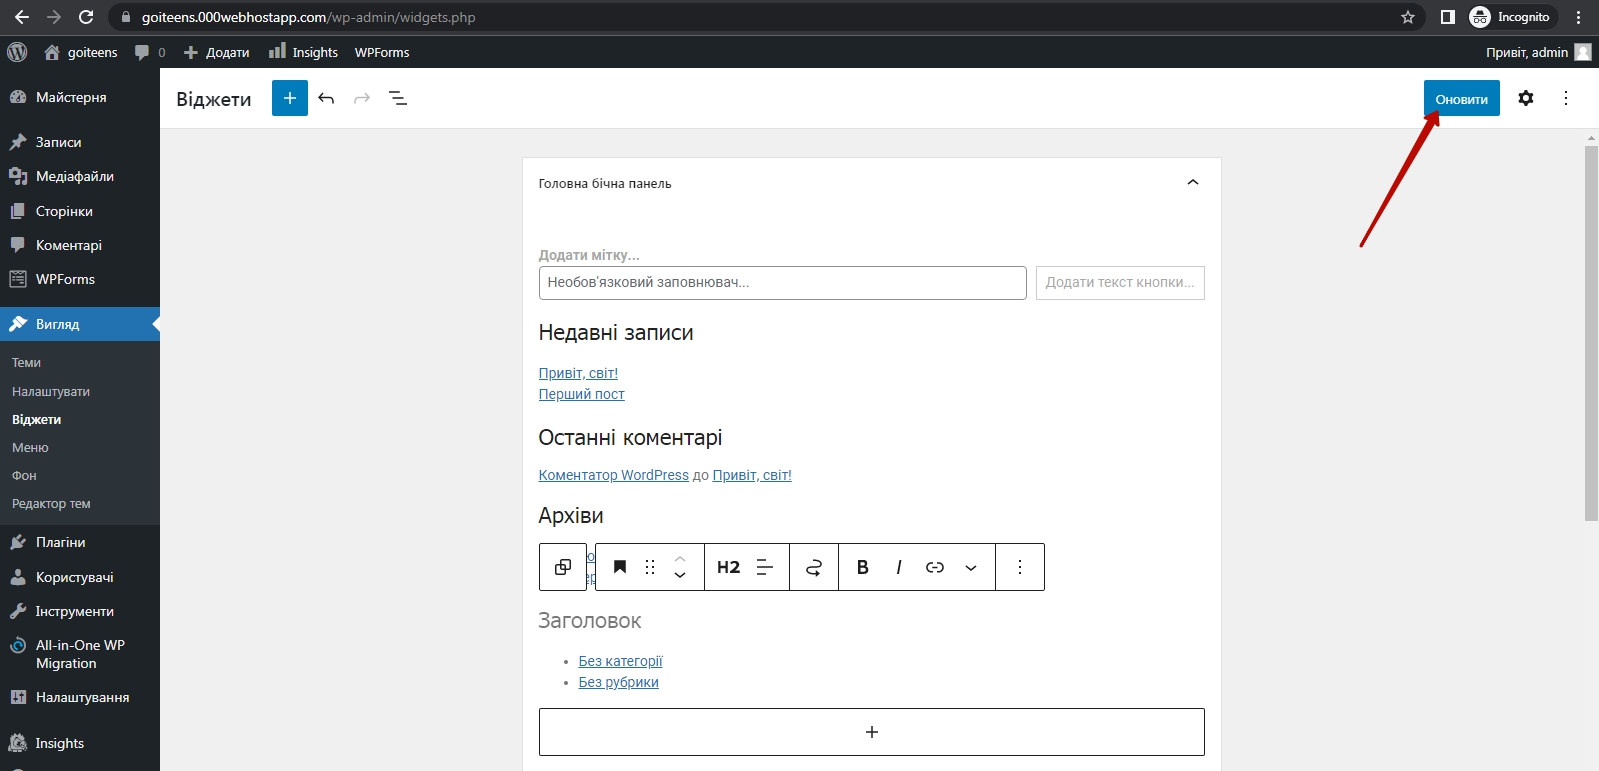 goiteens.000webhostapp.com/wp-admin/widgets.php
Incognito
goiteens
0
Додати
Insights
WPForms
Привіт, admin
Майстерня
Записи
Медіафайли
Сторінки
Коментарі
WPForms
Вигляд
Теми
Налаштувати
Віджети
Меню
Фон
Редактор тем
Плагіни
Користувачі
Інструменти
All-in-One WP
Migration
Налаштування
Insights
Віджети
Оновити
Головна бічна панель
Додати мітку...
Необов'язковий заповнювач...
Додати текст кнопки...
Недавні записи
Привіт, світ!
Перший пост
Останні коментарі
Коментатор WordPress до Привіт, світ!
Архіви
H2
B
I
Заголовок
Без категорії
Без рубрики